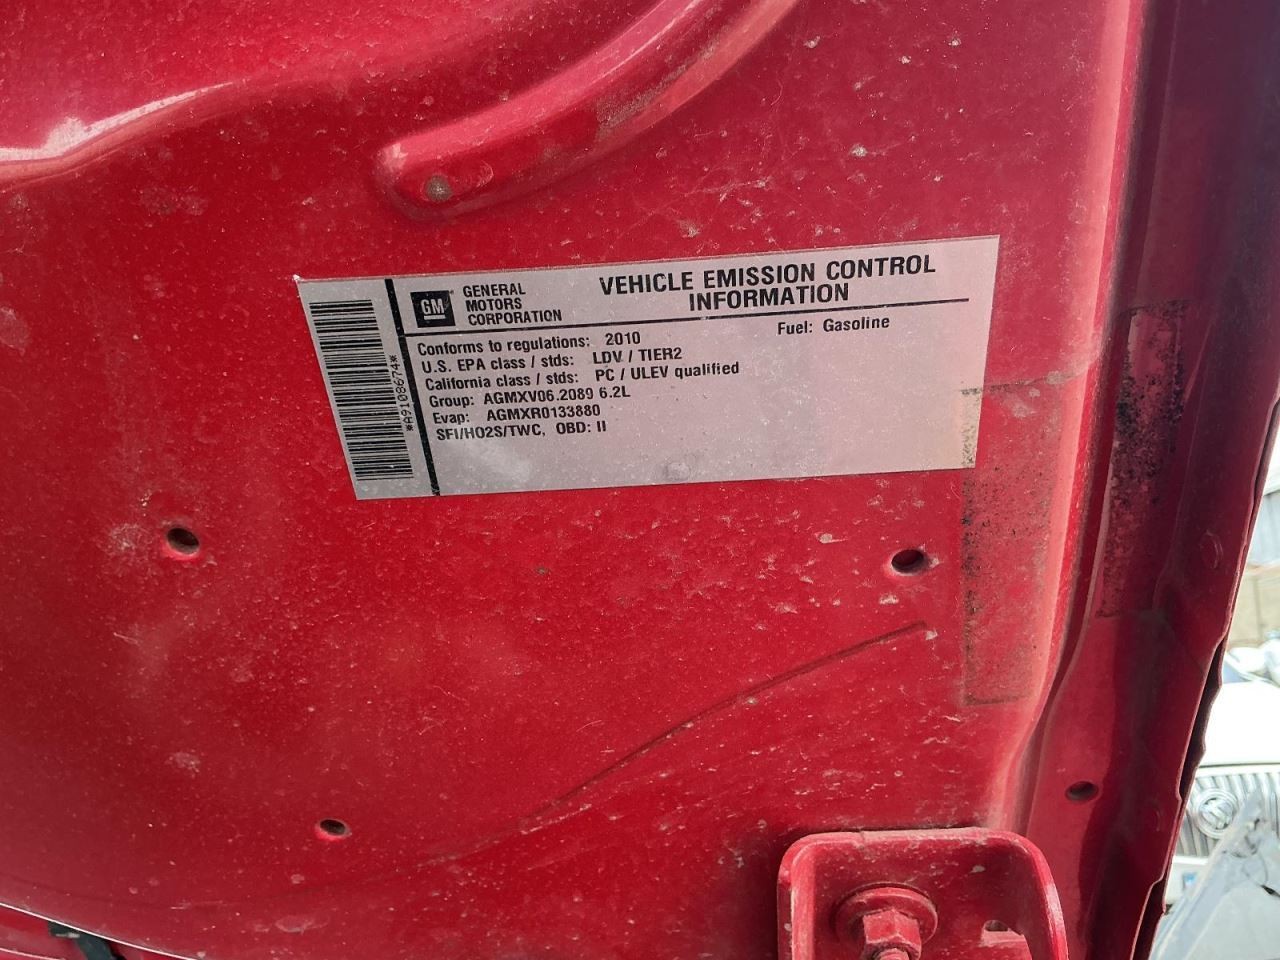 GM
GENERAL
MOTORS
CORPORATION
VEHICLE EMISSION CONTROL
INFORMATION
Conforms to regulations: 2010
Fuel: Gasoline
U.S. EPA class / stds: LDV / TIER2
California class / stds: PC / ULEV qualified
Group: AGMXV06.2089 6.2L
Evap: AGMXR0133880
SFI/HO2S/TWC, OBD: II
*A9108674*